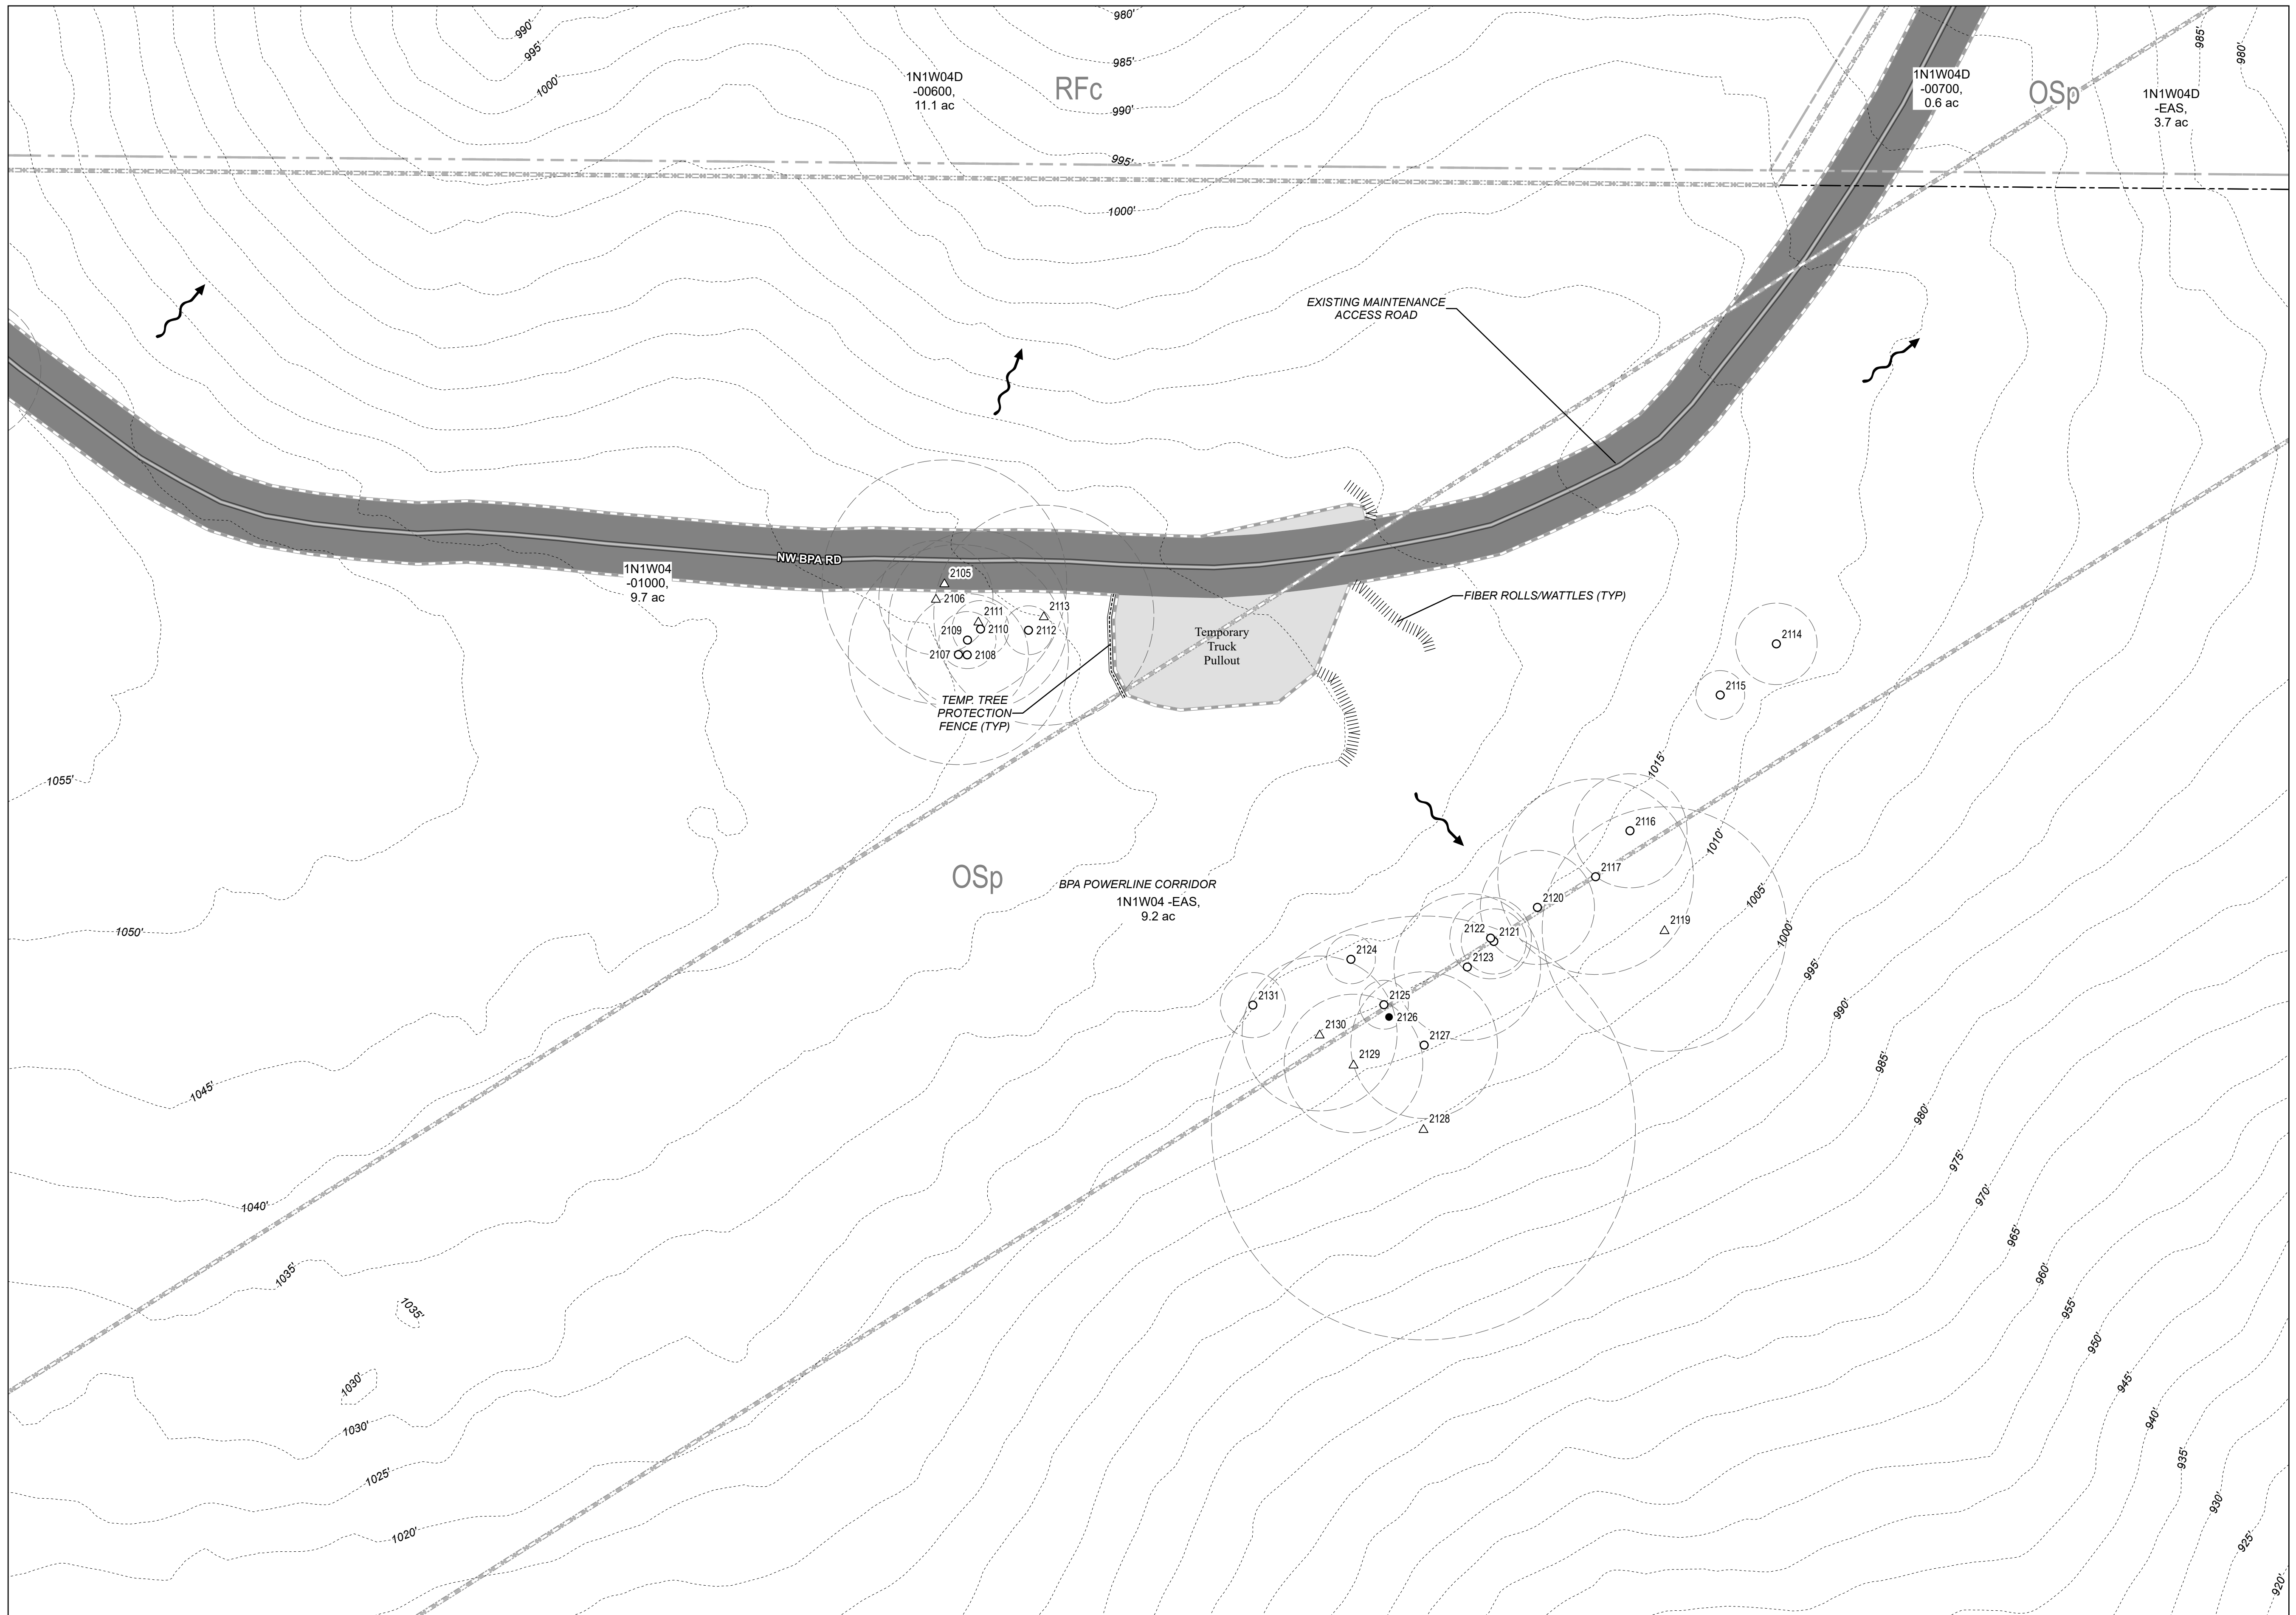 990'
995'
1000'
980'
985'
990'
995'
1000'
985'
980'
1N1W04D
-00600,
11.1 ac
RFc
1N1W04D
-00700,
0.6 ac
OSp
1N1W04D
-EAS,
3.7 ac
EXISTING MAINTENANCE
ACCESS ROAD
NW BPA RD
1N1W04
-01000,
9.7 ac
2105
2106
2111
2113
2109
2110
2112
2107
2108
Temporary
Truck
Pullout
FIBER ROLLS/WATTLES (TYP)
TEMP. TREE
PROTECTION
FENCE (TYP)
2114
2115
1055'
1015'
2116
1010'
2117
OSp
BPA POWERLINE CORRIDOR
1N1W04 -EAS,
9.2 ac
2120
1005'
2119
2122
2121
1050'
1000'
2124
2123
995'
2131
2125
2126
990'
2130
2127
2129
985'
1045'
2128
980'
975'
970'
1040'
965'
1035'
960'
1035'
955'
950'
1030'
945'
1030'
940'
935'
1025'
930'
1020'
925'
920'